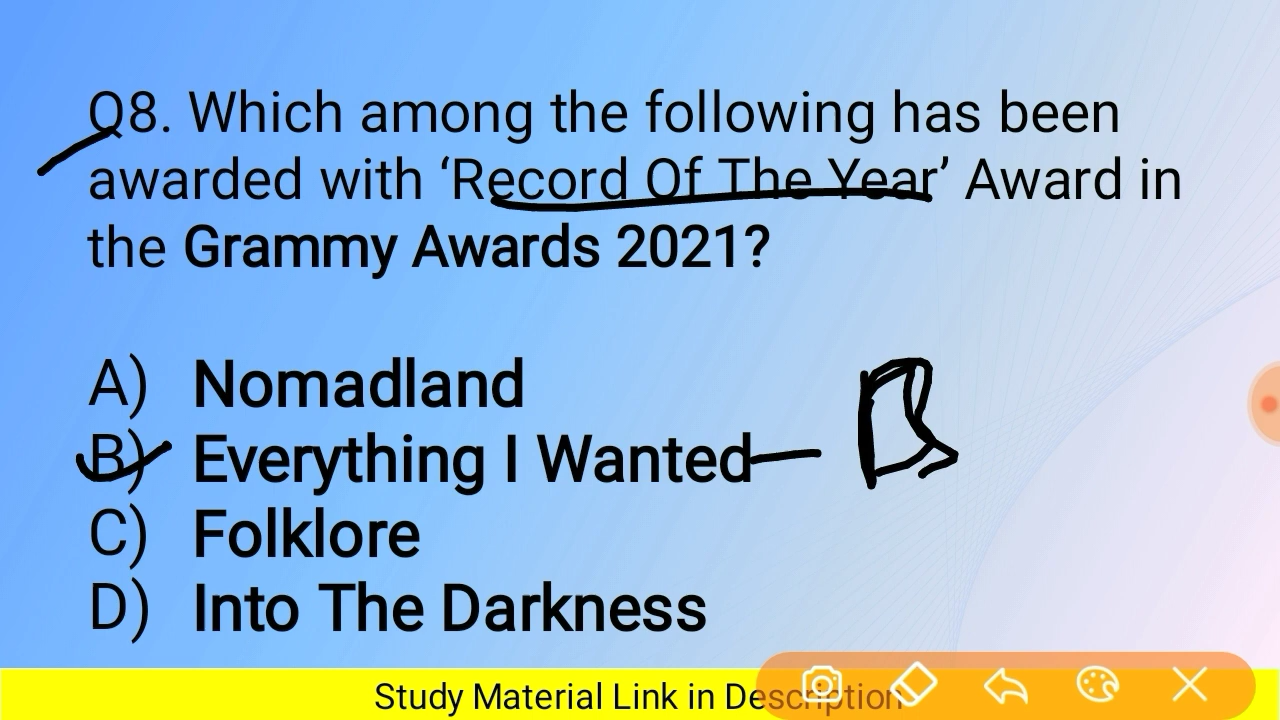 Q8. Which among the following has been
awarded with ‘Record Of The Year’ Award in
the Grammy Awards 2021?
A) Nomadland
B) Everything I Wanted— B
C) Folklore
D) Into The Darkness
Study Material Link in Description